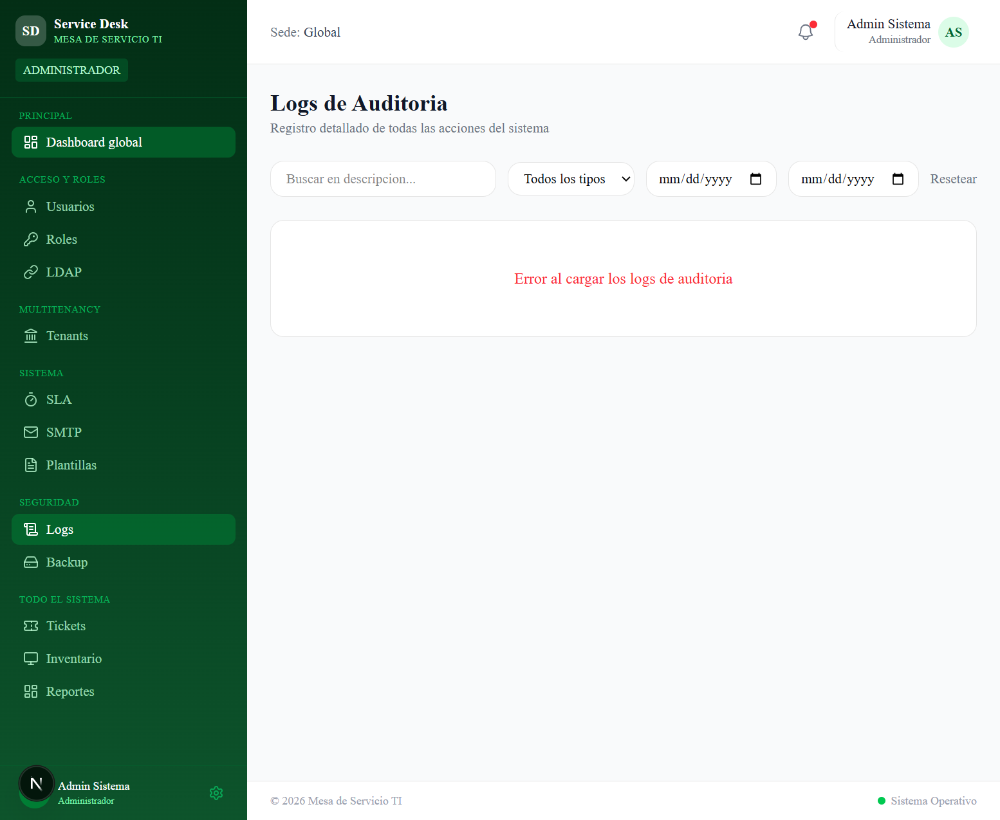 SD
Service Desk
MESA DE SERVICIO TI
ADMINISTRADOR
PRINCIPAL
Dashboard global
ACCESO Y ROLES
Usuarios
Roles
LDAP
MULTITENANCY
Tenants
SISTEMA
SLA
SMTP
Plantillas
SEGURIDAD
Logs
Backup
TODO EL SISTEMA
Tickets
Inventario
Reportes
N
Admin Sistema
Administrador
Sede: Global
Admin Sistema
Administrador
AS
Logs de Auditoria
Registro detallado de todas las acciones del sistema
Buscar en descripcion...
Todos los tipos
mm/dd/yyyy
mm/dd/yyyy
Resetear
Error al cargar los logs de auditoria
© 2026 Mesa de Servicio TI
Sistema Operativo